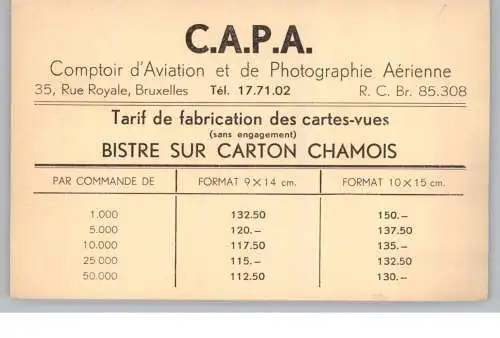 C.A.P.A.
Comptoir d'Aviation et de Photographie Aérienne
35, Rue Royale, Bruxelles Tél. 17.71.02 R. C. Br. 85.308
Tarif de fabrication des cartes-vues
(sans engagement)
BISTRE SUR CARTON CHAMOIS
PAR COMMANDE DE FORMAT 9 × 14 cm. FORMAT 10 × 15 cm.
1.000 132.50 150.–
5.000 120.– 137.50
10.000 117.50 135.–
25 000 115.– 132.50
50.000 112.50 130.–